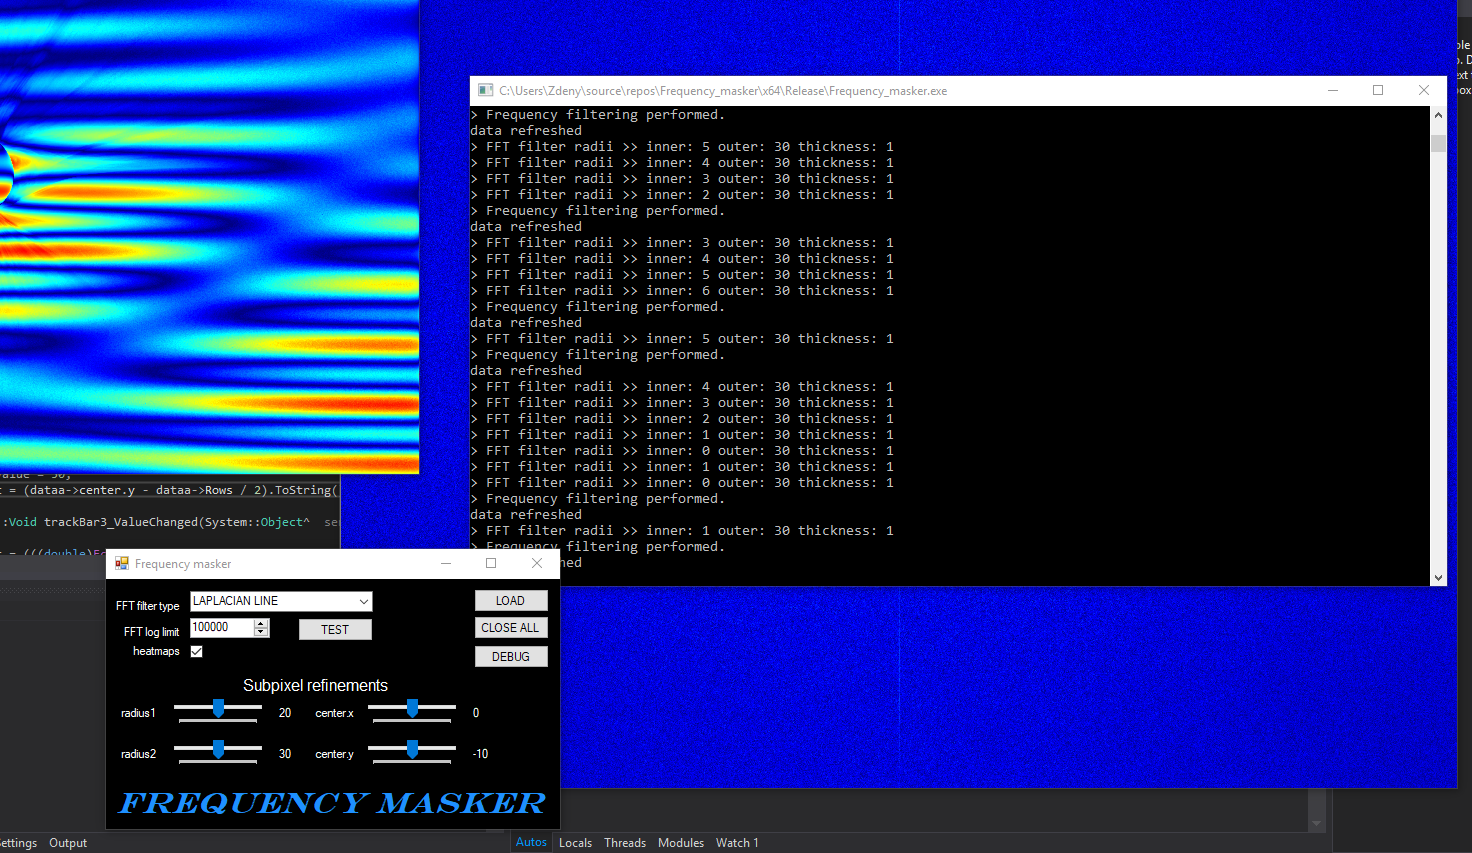 C:\Users\Zdeny\source\repos\Frequency_masker\x64\Release\Frequency_masker.exe
> Frequency filtering performed.
data refreshed
> FFT filter radii >> inner: 5 outer: 30 thickness: 1
> FFT filter radii >> inner: 4 outer: 30 thickness: 1
> FFT filter radii >> inner: 3 outer: 30 thickness: 1
> FFT filter radii >> inner: 2 outer: 30 thickness: 1
> Frequency filtering performed.
data refreshed
> FFT filter radii >> inner: 3 outer: 30 thickness: 1
> FFT filter radii >> inner: 4 outer: 30 thickness: 1
> FFT filter radii >> inner: 5 outer: 30 thickness: 1
> FFT filter radii >> inner: 6 outer: 30 thickness: 1
> Frequency filtering performed.
data refreshed
> FFT filter radii >> inner: 5 outer: 30 thickness: 1
> Frequency filtering performed.
data refreshed
> FFT filter radii >> inner: 4 outer: 30 thickness: 1
> FFT filter radii >> inner: 3 outer: 30 thickness: 1
> FFT filter radii >> inner: 2 outer: 30 thickness: 1
> FFT filter radii >> inner: 1 outer: 30 thickness: 1
> FFT filter radii >> inner: 0 outer: 30 thickness: 1
> FFT filter radii >> inner: 1 outer: 30 thickness: 1
> FFT filter radii >> inner: 0 outer: 30 thickness: 1
> Frequency filtering performed.
data refreshed
> FFT filter radii >> inner: 1 outer: 30 thickness: 1
> Frequency filtering performed.
hed
= (dataa->center.y - dataa->Rows / 2).ToString(
:Void trackBar3_ValueChanged(System::Object^ se
= (((double)
Frequency masker
FFT filter type LAPLACIAN LINE LOAD
FFT log limit 100000 TEST CLOSE ALL
heatmaps DEBUG
Subpixel refinements
radius1 20 center.x 0
radius2 30 center.y -10
FREQUENCY MASKER
ettings Output Autos Locals Threads Modules Watch 1